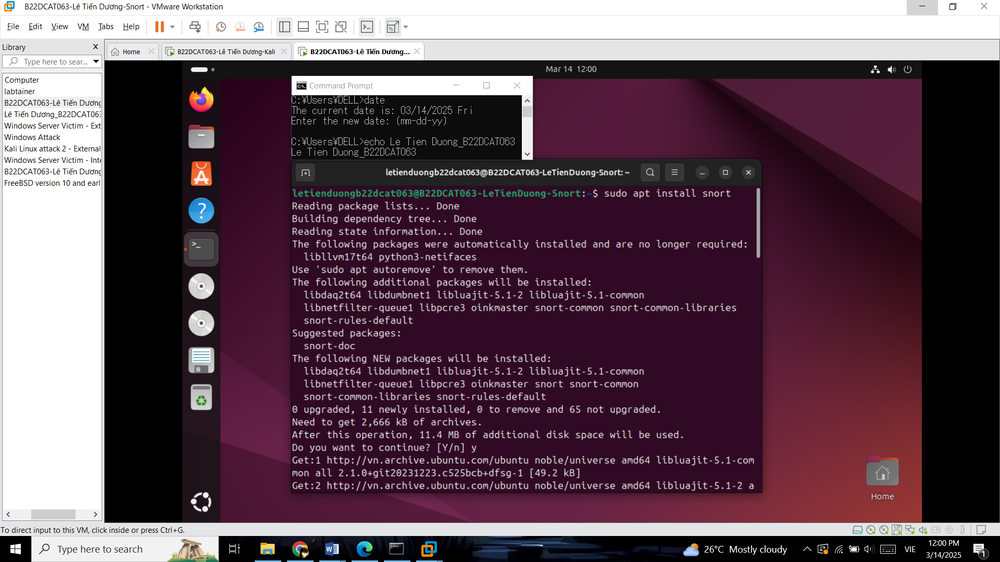 B22DCAT063-Lê Tiến Dương-Snort - VMware Workstation
File Edit View VM Tabs Help
Library
Type here to sear...
Computer
labtainer
B22DCAT063-Lê Tiến Dương
Lê Tiến Dương_B22DCAT063
Windows Server Victim - Ext
Windows Attack
Kali Linux attack 2 - External
Windows Server Victim - Inte
B22DCAT063-Lê Tiến Dương
FreeBSD version 10 and earl
Home
B22DCAT063-Lê Tiến Dương-Kali
B22DCAT063-Lê Tiến Dương...
Mar 14 12:00
Command Prompt
C:¥Users¥DELL>date
The current date is: 03/14/2025 Fri
Enter the new date: (mm-dd-yy)
C:¥Users¥DELL>echo Le Tien Duong_B22DCAT063
Le Tien Duong_B22DCAT063
letienduongb22dcat063@B22DCAT063-LeTienDuong-Snort: ~
letienduongb22dcat063@B22DCAT063-LeTienDuong-Snort:~$ sudo apt install snort
Reading package lists... Done
Building dependency tree... Done
Reading state information... Done
The following packages were automatically installed and are no longer required:
libllvm17t64 python3-netifaces
Use 'sudo apt autoremove' to remove them.
The following additional packages will be installed:
libdaq2t64 libdumbnet1 libluajit-5.1-2 libluajit-5.1-common
libnetfilter-queue1 libpcre3 oinkmaster snort-common snort-common-libraries
snort-rules-default
Suggested packages:
snort-doc
The following NEW packages will be installed:
libdaq2t64 libdumbnet1 libluajit-5.1-2 libluajit-5.1-common
libnetfilter-queue1 libpcre3 oinkmaster snort snort-common
snort-common-libraries snort-rules-default
0 upgraded, 11 newly installed, 0 to remove and 65 not upgraded.
Need to get 2,666 kB of archives.
After this operation, 11.4 MB of additional disk space will be used.
Do you want to continue? [Y/n] y
Get:1 http://vn.archive.ubuntu.com/ubuntu noble/universe amd64 libluajit-5.1-com
mon all 2.1.0+git20231223.c525bcb+dfsg-1 [49.2 kB]
Get:2 http://vn.archive.ubuntu.com/ubuntu noble/universe amd64 libluajit-5.1-2 a
Home
To direct input to this VM, click inside or press Ctrl+G.
Type here to search
26°C Mostly cloudy
VIE
12:00 PM
3/14/2025
1